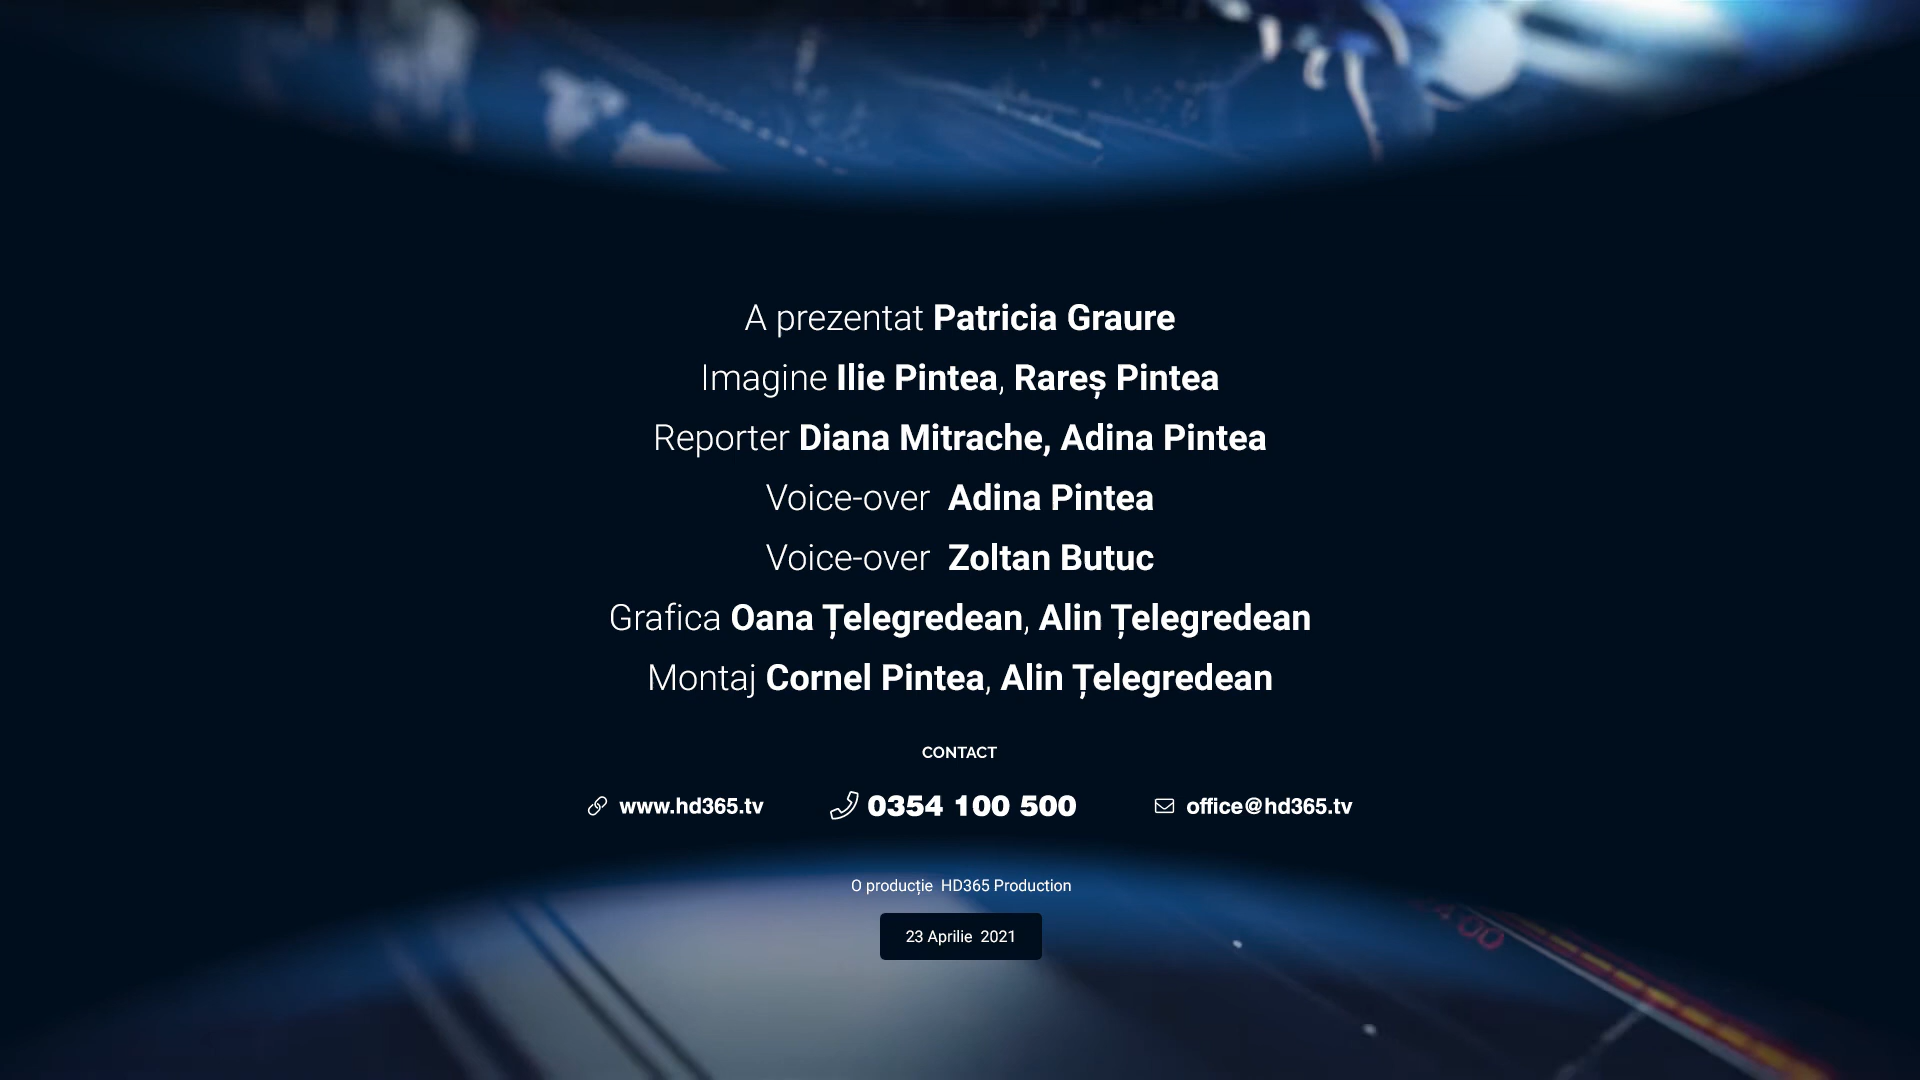 A prezentat Patricia Graure
Imagine Ilie Pintea, Rareș Pintea
Reporter Diana Mitrache, Adina Pintea
Voice-over Adina Pintea
Voice-over Zoltan Butuc
Grafica Oana Țelegredean, Alin Țelegredean
Montaj Cornel Pintea, Alin Țelegredean
CONTACT
www.hd365.tv 0354 100 500 office@hd365.tv
O producție HD365 Production
23 Aprilie 2021